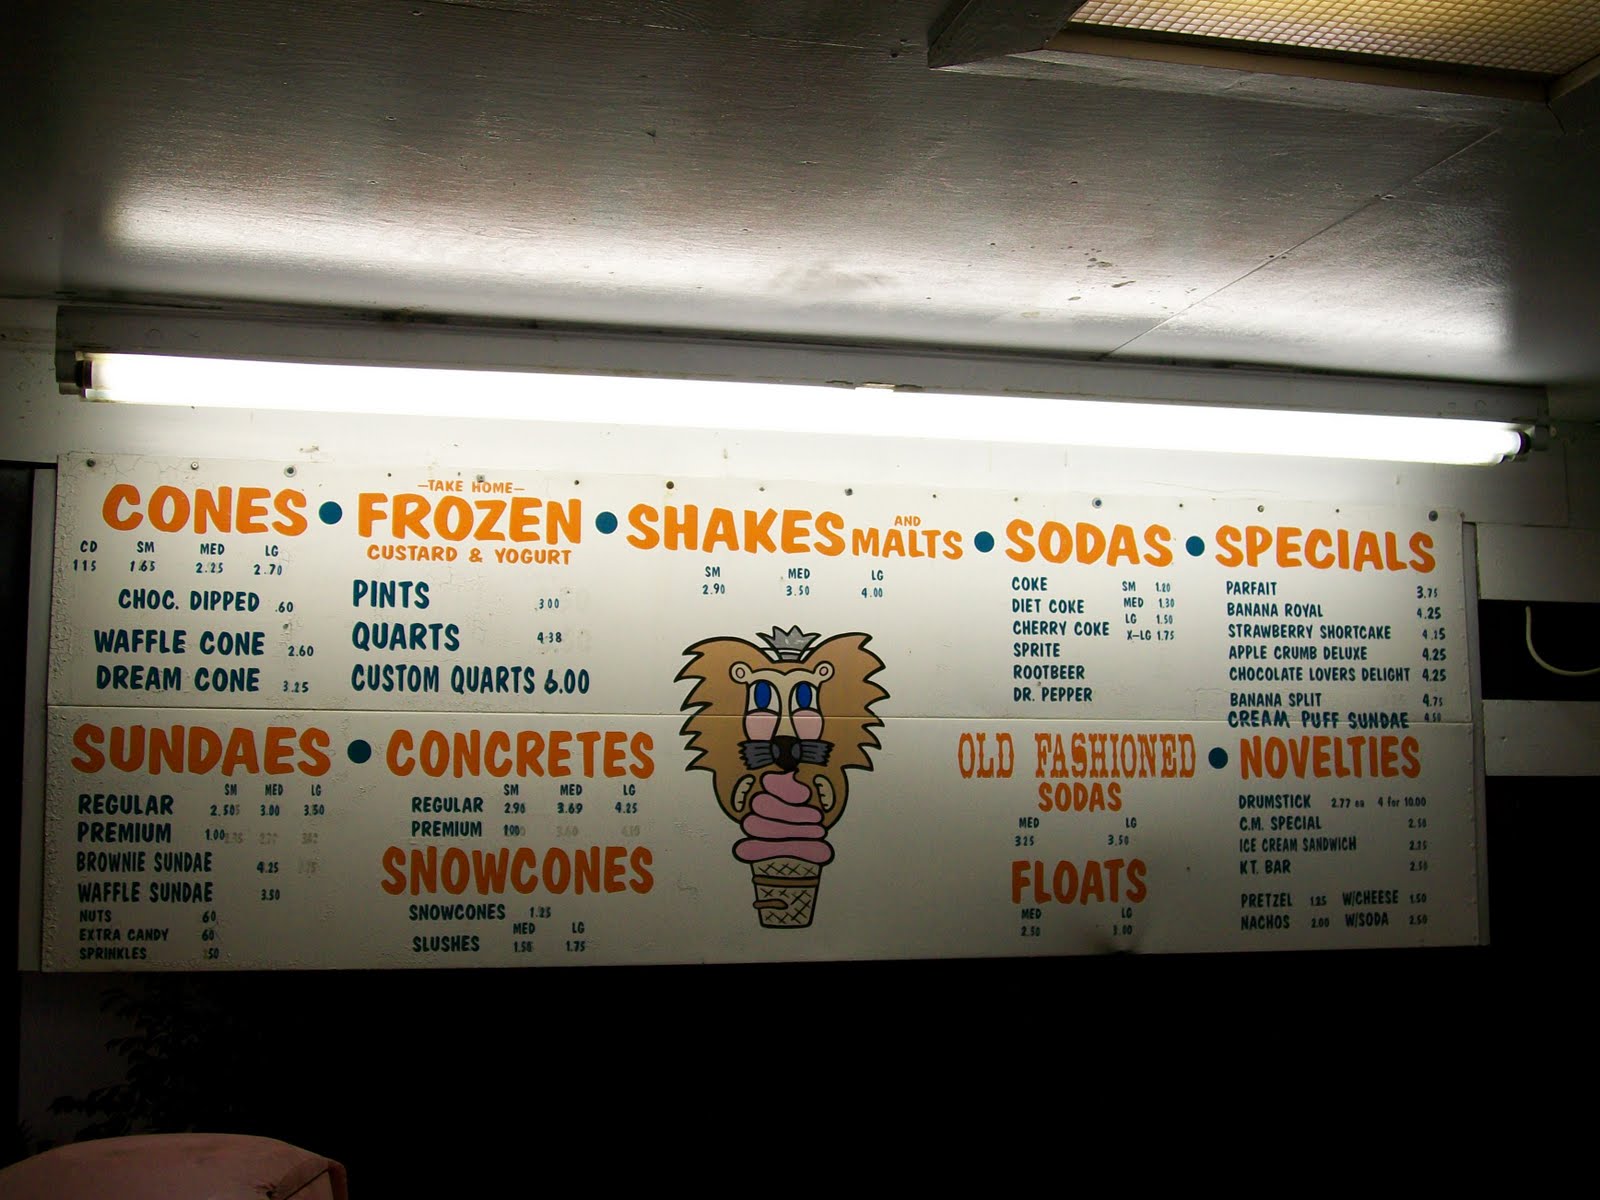 CONES • FROZEN • SHAKES AND MALTS • SODAS • SPECIALS
—TAKE HOME—
CUSTARD & YOGURT
CD SM MED LG
115 1.65 2.25 2.70
CHOC. DIPPED .60
WAFFLE CONE 2.60
DREAM CONE 3.25
PINTS 3.00
QUARTS 4.38
CUSTOM QUARTS 6.00
SM MED LG
2.90 3.50 4.00
COKE SM 1.20
DIET COKE MED 1.30
CHERRY COKE LG 1.50
X-LG 1.75
SPRITE
ROOTBEER
DR. PEPPER
PARFAIT 3.75
BANANA ROYAL 4.25
STRAWBERRY SHORTCAKE 4.15
APPLE CRUMB DELUXE 4.25
CHOCOLATE LOVERS DELIGHT 4.25
BANANA SPLIT 4.75
CREAM PUFF SUNDAE 4.50
SUNDAES • CONCRETES
SM MED LG
REGULAR 2.50 3.00 3.50
PREMIUM 1.00
BROWNIE SUNDAE 4.25
WAFFLE SUNDAE 3.50
NUTS 60
EXTRA CANDY 60
SPRINKLES 50
SM MED LG
REGULAR 2.90 3.69 4.25
PREMIUM 100
SNOWCONES
SNOWCONES 1.25
MED LG
SLUSHES 1.50 1.75
OLD FASHIONED • NOVELTIES
SODAS
MED LG
325 3.50
FLOATS
MED LG
2.50 3.00
DRUMSTICK 2.77 ea 4 for 10.00
C.M. SPECIAL 2.50
ICE CREAM SANDWICH
KT. BAR 2.50
PRETZEL 1.25 W/CHEESE 1.50
NACHOS 2.00 W/SODA 2.50